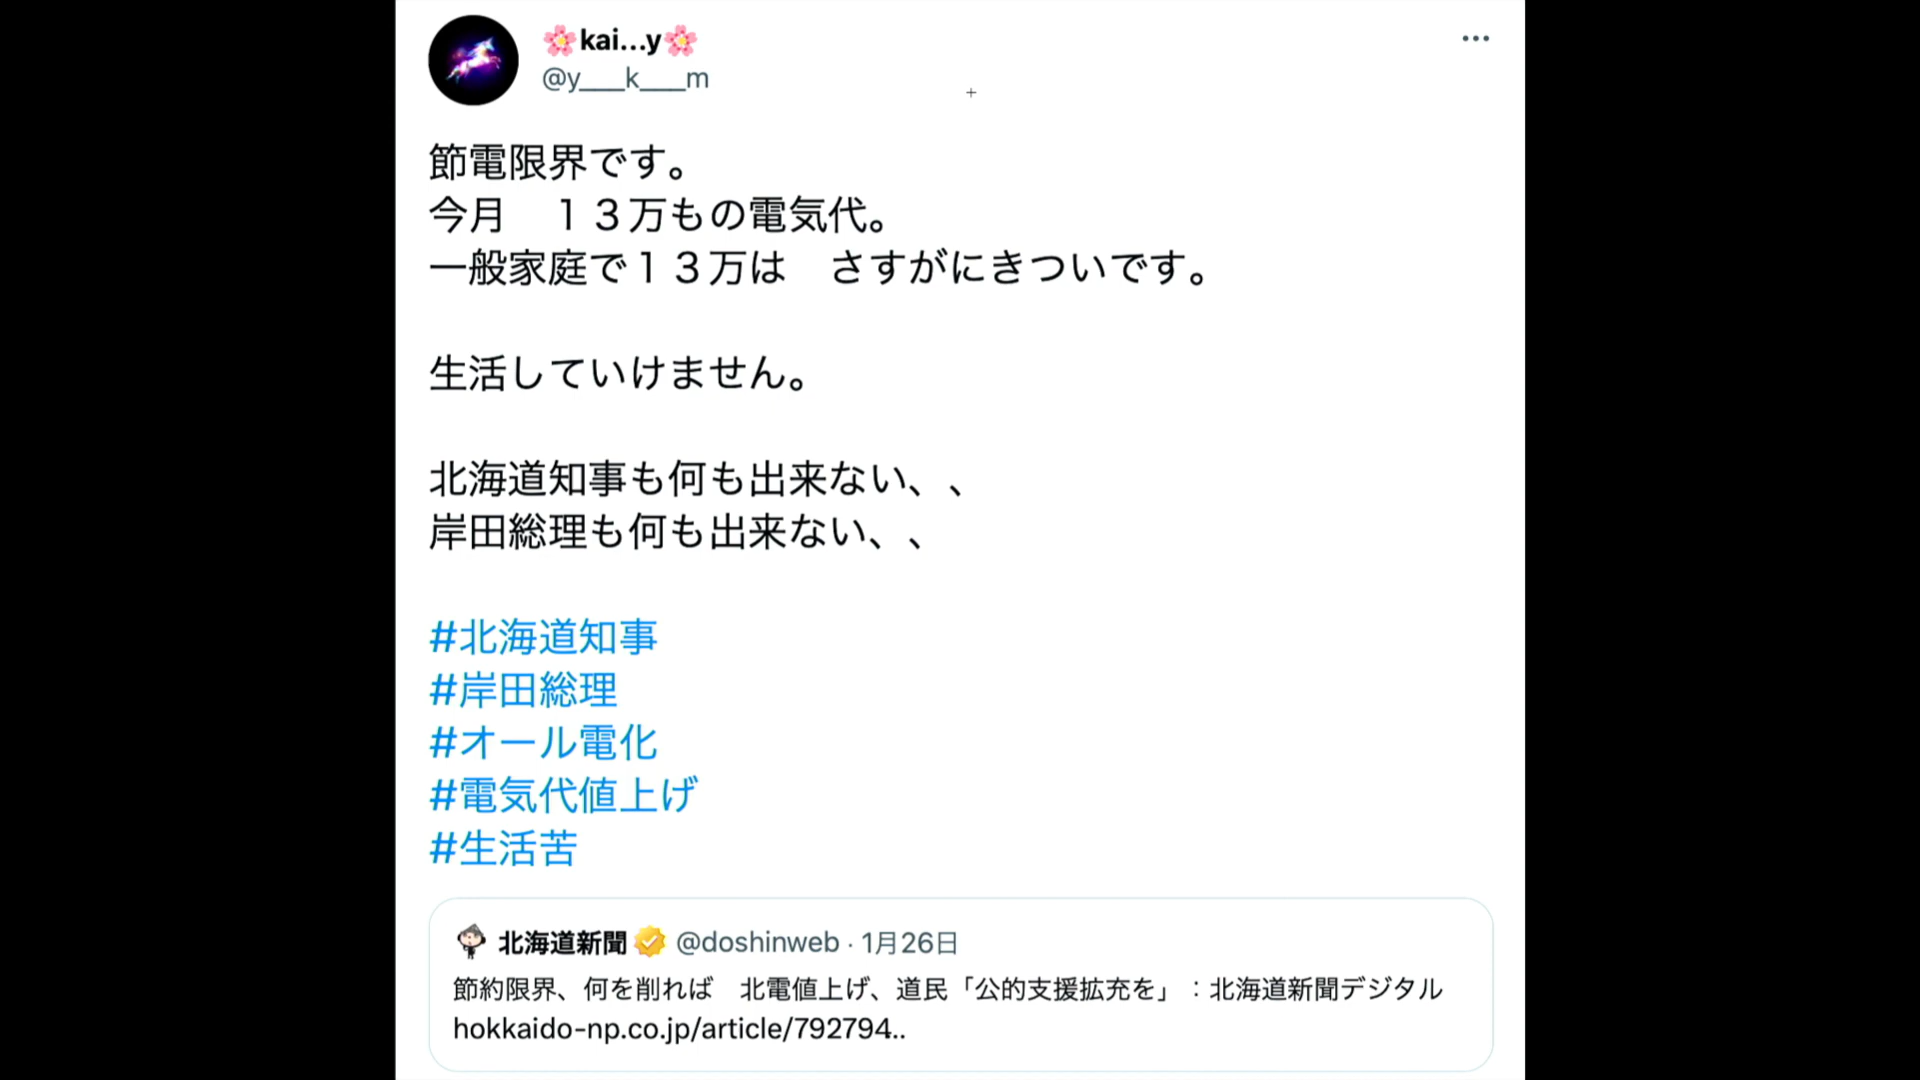 🌸kai...y🌸
@y___k___m
節電限界です。
今月　１３万もの電気代。
一般家庭で１３万は　さすがにきついです。
生活していけません。
北海道知事も何も出来ない、、
岸田総理も何も出来ない、、
#北海道知事
#岸田総理
#オール電化
#電気代値上げ
#生活苦
北海道新聞 @doshinweb · 1月26日
節約限界、何を削れば　北電値上げ、道民「公的支援拡充を」：北海道新聞デジタル
hokkaido-np.co.jp/article/792794..